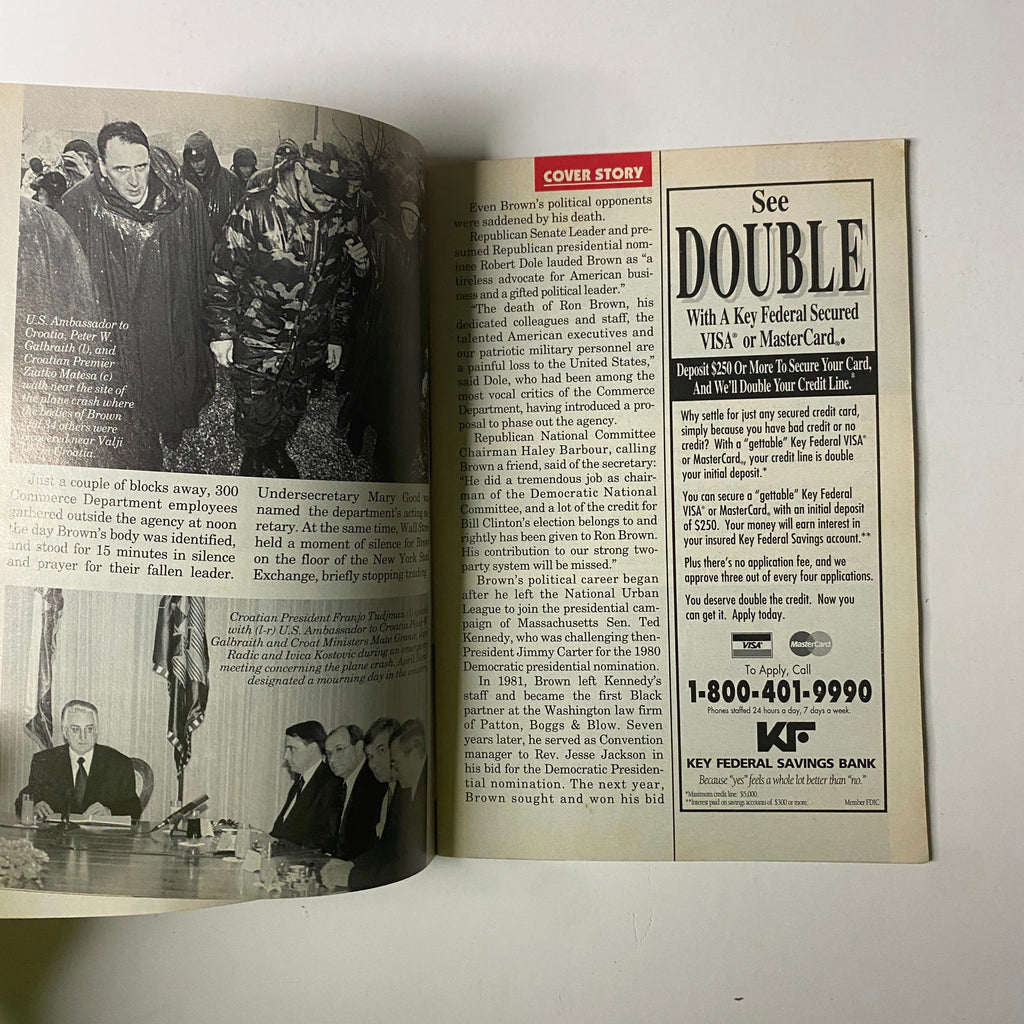 U.S. Ambassador to
Croatia, Peter W.
Galbraith (l), and
Croatian Premier
Zlatko Matesa (c)
walk near the site of
the plane crash where
the bodies of Brown
34 others were
near Valji
Croatia.
Just a couple of blocks away, 300
Commerce Department employees
gathered outside the agency at noon
the day Brown's body was identified,
and stood for 15 minutes in silence
and prayer for their fallen leader.
Undersecretary Mary Good
named the department's acting
retary. At the same time, Wall
held a moment of silence for
on the floor of the New York
Exchange, briefly stopping trading
Croatian President Franjo Tudjman (l)
with (l-r) U.S. Ambassador to Croatia
Galbraith and Croat Ministers Mate
Radic and Ivica Kostovic during an
meeting concerning the plane crash. April
designated a mourning day in the
COVER STORY
Even Brown's political opponents
were saddened by his death.
Republican Senate Leader and pre-
sumed Republican presidential nom-
inee Robert Dole lauded Brown as "a
tireless advocate for American busi-
ness and a gifted political leader."
"The death of Ron Brown, his
dedicated colleagues and staff, the
talented American executives and
our patriotic military personnel are
a painful loss to the United States,"
said Dole, who had been among the
most vocal critics of the Commerce
Department, having introduced a pro-
posal to phase out the agency.
Republican National Committee
Chairman Haley Barbour, calling
Brown a friend, said of the secretary:
"He did a tremendous job as chair-
man of the Democratic National
Committee, and a lot of the credit for
Bill Clinton's election belongs to and
rightly has been given to Ron Brown.
His contribution to our strong two-
party system will be missed."
Brown's political career began
after he left the National Urban
League to join the presidential cam-
paign of Massachusetts Sen. Ted
Kennedy, who was challenging then-
President Jimmy Carter for the 1980
Democratic presidential nomination.
In 1981, Brown left Kennedy's
staff and became the first Black
partner at the Washington law firm
of Patton, Boggs & Blow. Seven
years later, he served as Convention
manager to Rev. Jesse Jackson in
his bid for the Democratic Presiden-
tial nomination. The next year,
Brown sought and won his bid
See
DOUBLE
With A Key Federal Secured
VISA® or MasterCard®.
Deposit $250 Or More To Secure Your Card,
And We'll Double Your Credit Line.*
Why settle for just any secured credit card,
simply because you have bad credit or no
credit? With a "gettable" Key Federal VISA®
or MasterCard®, your credit line is double
your initial deposit.*
You can secure a "gettable" Key Federal
VISA® or MasterCard® with an initial deposit
of $250. Your money will earn interest in
your insured Key Federal Savings account.**
Plus there's no application fee, and we
approve three out of every four applications.
You deserve double the credit. Now you
can get it. Apply today.
VISA MasterCard
To Apply, Call
1-800-401-9990
Phones staffed 24 hours a day, 7 days a week.
KF
KEY FEDERAL SAVINGS BANK
Because "yes" feels a whole lot better than "no."
*Maximum credit line: $5,000.
**Interest paid on savings accounts of $300 or more. Member FDIC